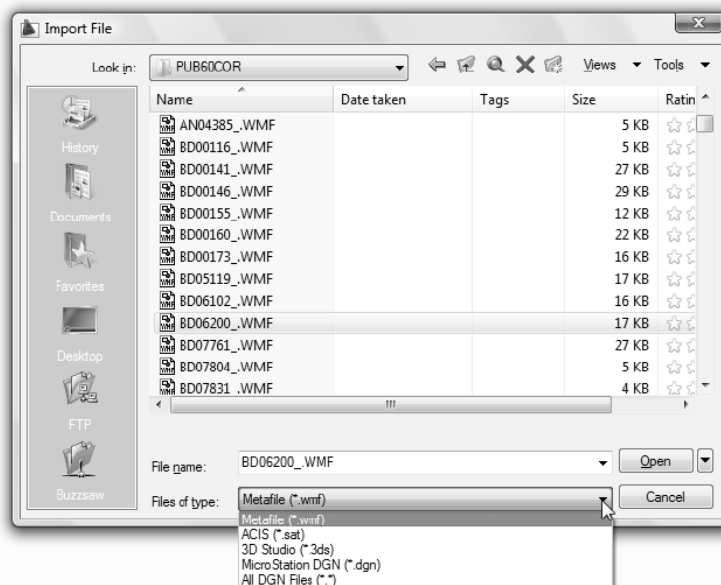 Import File
Look in: PUB60COR Views Tools
Name Date taken Tags Size Ratin
AN04385_.WMF 5 KB
BD00116_.WMF 5 KB
BD00141_.WMF 27 KB
BD00146_.WMF 29 KB
BD00155_.WMF 12 KB
BD00160_.WMF 22 KB
BD00173_.WMF 16 KB
BD05119_.WMF 17 KB
BD06102_.WMF 16 KB
BD06200_.WMF 17 KB
BD07761_.WMF 27 KB
BD07804_.WMF 5 KB
BD07831_.WMF 4 KB
History
Documents
Favorites
Desktop
FTP
Buzzsaw
File name: BD06200_.WMF Open
Files of type: Metafile (*.wmf) Cancel
Metafile (*.wmf)
ACIS (*.sat)
3D Studio (*.3ds)
MicroStation DGN (*.dgn)
All DGN Files (*.*)